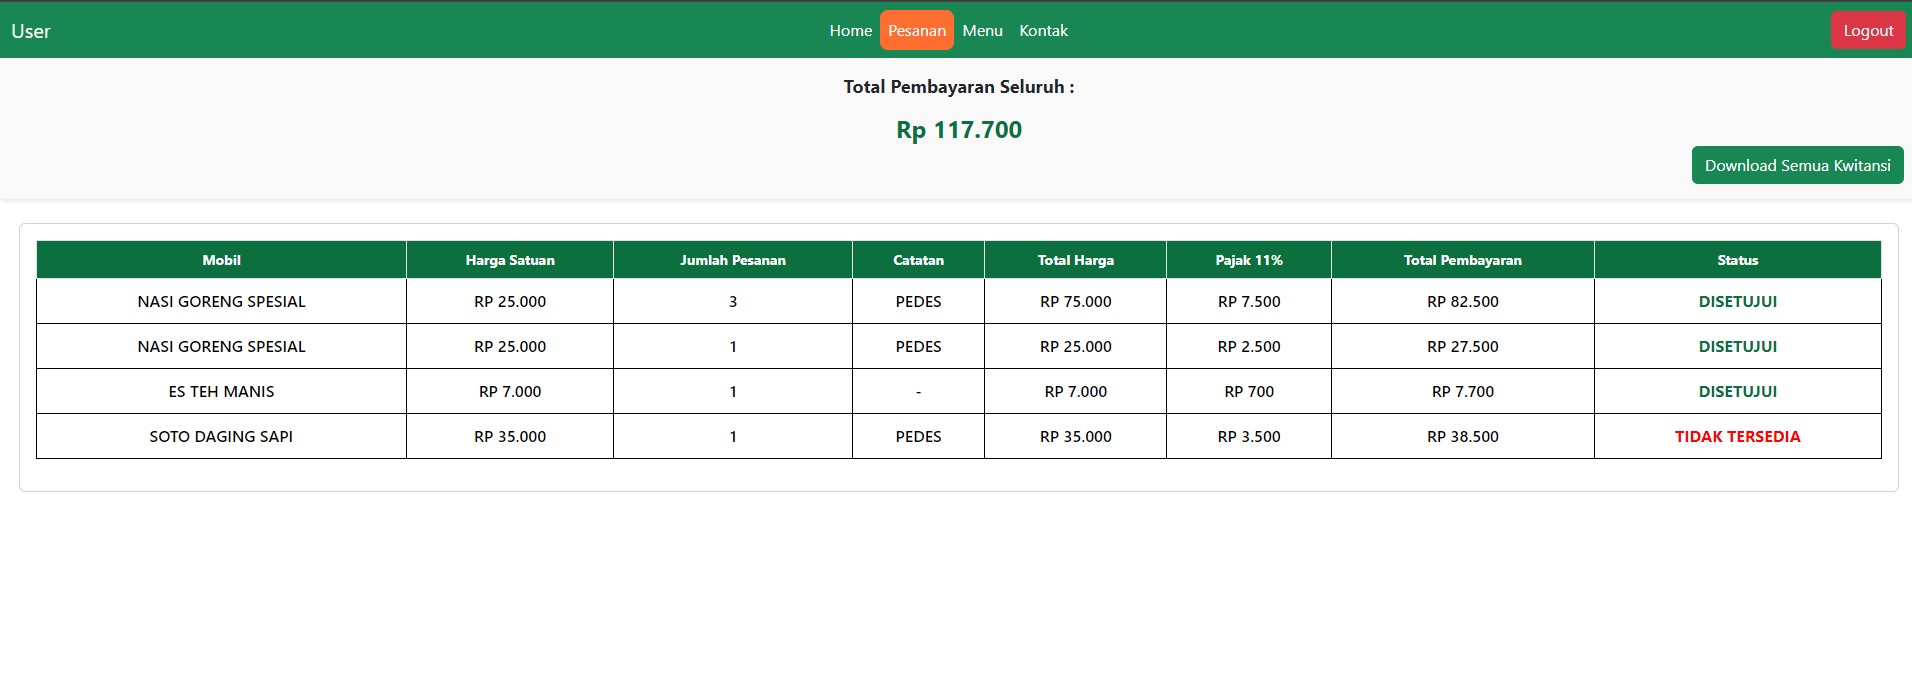 User Home Pesanan Menu Kontak Logout
Total Pembayaran Seluruh :
Rp 117.700
Download Semua Kwitansi
Mobil Harga Satuan Jumlah Pesanan Catatan Total Harga Pajak 11% Total Pembayaran Status
NASI GORENG SPESIAL RP 25.000 3 PEDES RP 75.000 RP 7.500 RP 82.500 DISETUJUI
NASI GORENG SPESIAL RP 25.000 1 PEDES RP 25.000 RP 2.500 RP 27.500 DISETUJUI
ES TEH MANIS RP 7.000 1 - RP 7.000 RP 700 RP 7.700 DISETUJUI
SOTO DAGING SAPI RP 35.000 1 PEDES RP 35.000 RP 3.500 RP 38.500 TIDAK TERSEDIA